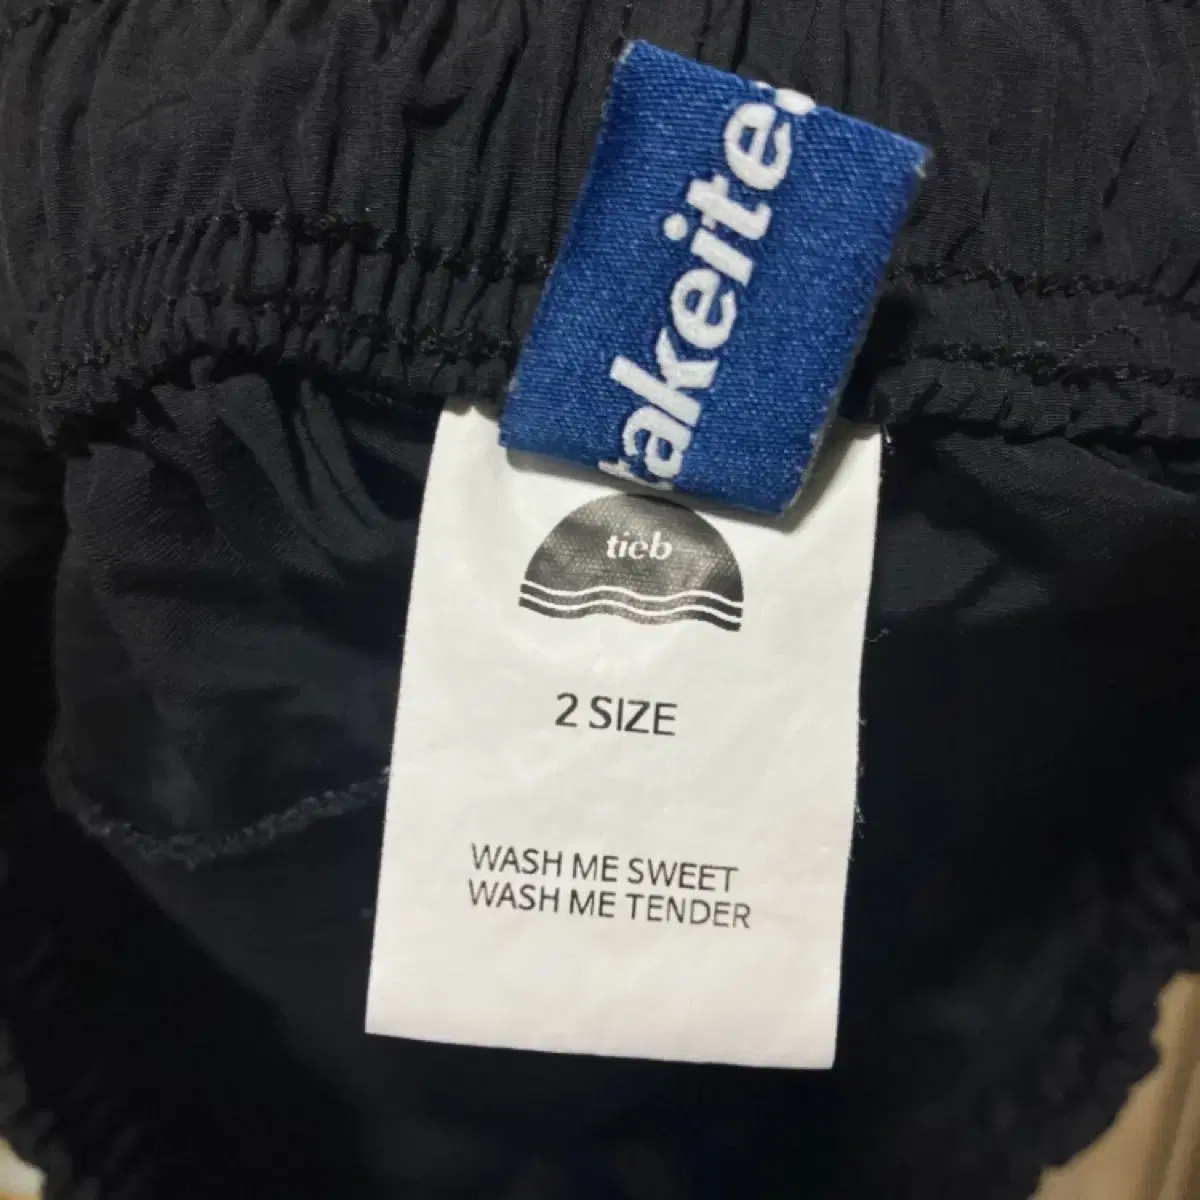 takeite
tieb
2 SIZE
WASH ME SWEET
WASH ME TENDER